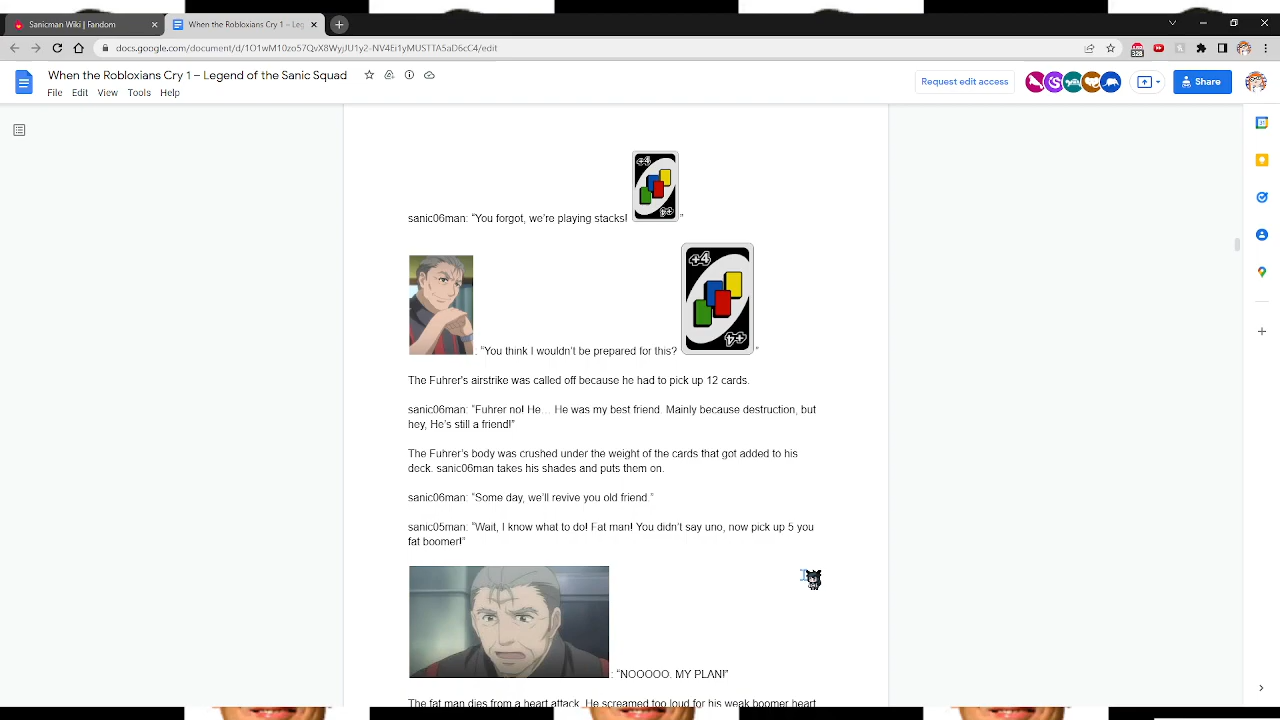 Sanicman Wiki | Fandom
When the Robloxians Cry 1 – Leg
docs.google.com/document/d/1O1wM10zo57QvX8WyjJU1y2-NV4Ei1yMUSTTA5aD6cC4/edit
When the Robloxians Cry 1 – Legend of the Sanic Squad
File Edit View Tools Help
Request edit access
Share
+4
+4
sanic06man: “You forgot, we’re playing stacks! ”
+4
+4
. “You think I wouldn’t be prepared for this? ”
The Fuhrer’s airstrike was called off because he had to pick up 12 cards.
sanic06man: “Fuhrer no! He… He was my best friend. Mainly because destruction, but
hey, He’s still a friend!”
The Fuhrer’s body was crushed under the weight of the cards that got added to his
deck. sanic06man takes his shades and puts them on.
sanic06man: “Some day, we’ll revive you old friend.”
sanic05man: “Wait, I know what to do! Fat man! You didn’t say uno, now pick up 5 you
fat boomer!”
: “NOOOOO. MY PLAN!”
The fat man dies from a heart attack. He screamed too loud for his weak boomer heart